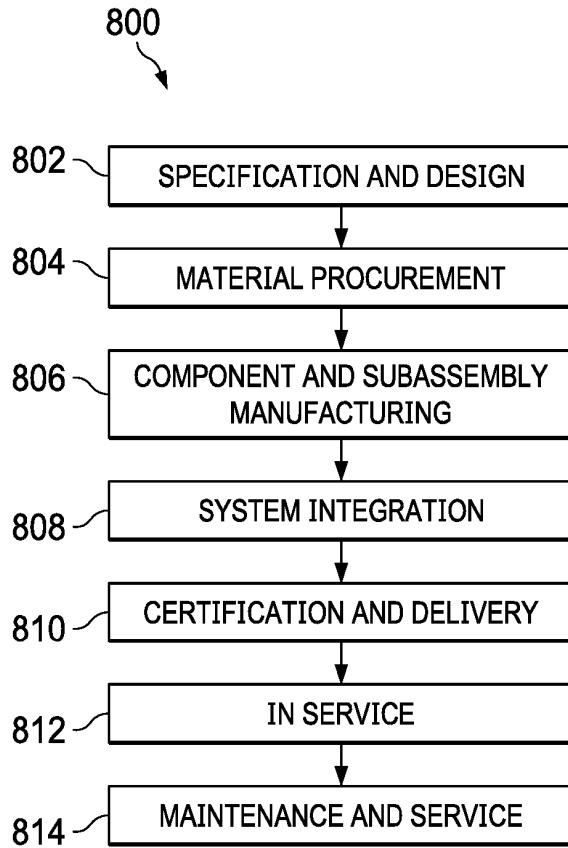 800
802
SPECIFICATION AND DESIGN
804
MATERIAL PROCUREMENT
806
COMPONENT AND SUBASSEMBLY
MANUFACTURING
808
SYSTEM INTEGRATION
810
CERTIFICATION AND DELIVERY
812
IN SERVICE
814
MAINTENANCE AND SERVICE